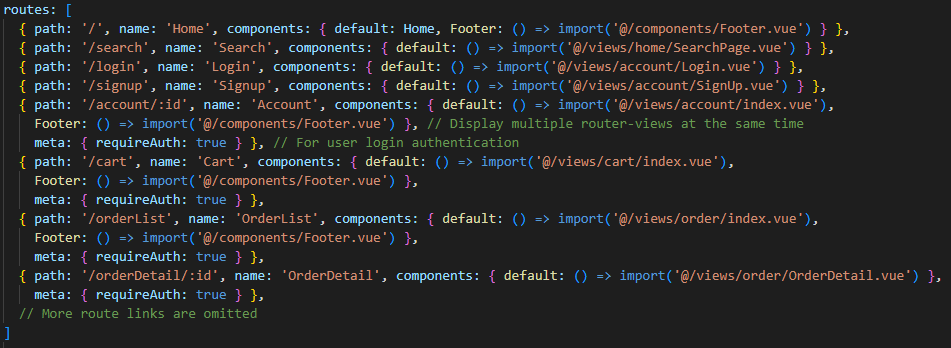 routes: [
{ path: '/', name: 'Home', components: { default: Home, Footer: () => import('@/components/Footer.vue') } },
{ path: '/search', name: 'Search', components: { default: () => import('@/views/home/SearchPage.vue') } },
{ path: '/login', name: 'Login', components: { default: () => import('@/views/account/Login.vue') } },
{ path: '/signup', name: 'Signup', components: { default: () => import('@/views/account/SignUp.vue') } },
{ path: '/account/:id', name: 'Account', components: { default: () => import('@/views/account/index.vue'),
Footer: () => import('@/components/Footer.vue') }, // Display multiple router-views at the same time
meta: { requireAuth: true } }, // For user login authentication
{ path: '/cart', name: 'Cart', components: { default: () => import('@/views/cart/index.vue'),
Footer: () => import('@/components/Footer.vue') },
meta: { requireAuth: true } },
{ path: '/orderList', name: 'OrderList', components: { default: () => import('@/views/order/index.vue'),
Footer: () => import('@/components/Footer.vue') },
meta: { requireAuth: true } },
{ path: '/orderDetail/:id', name: 'OrderDetail', components: { default: () => import('@/views/order/OrderDetail.vue') },
meta: { requireAuth: true } },
// More route links are omitted
]